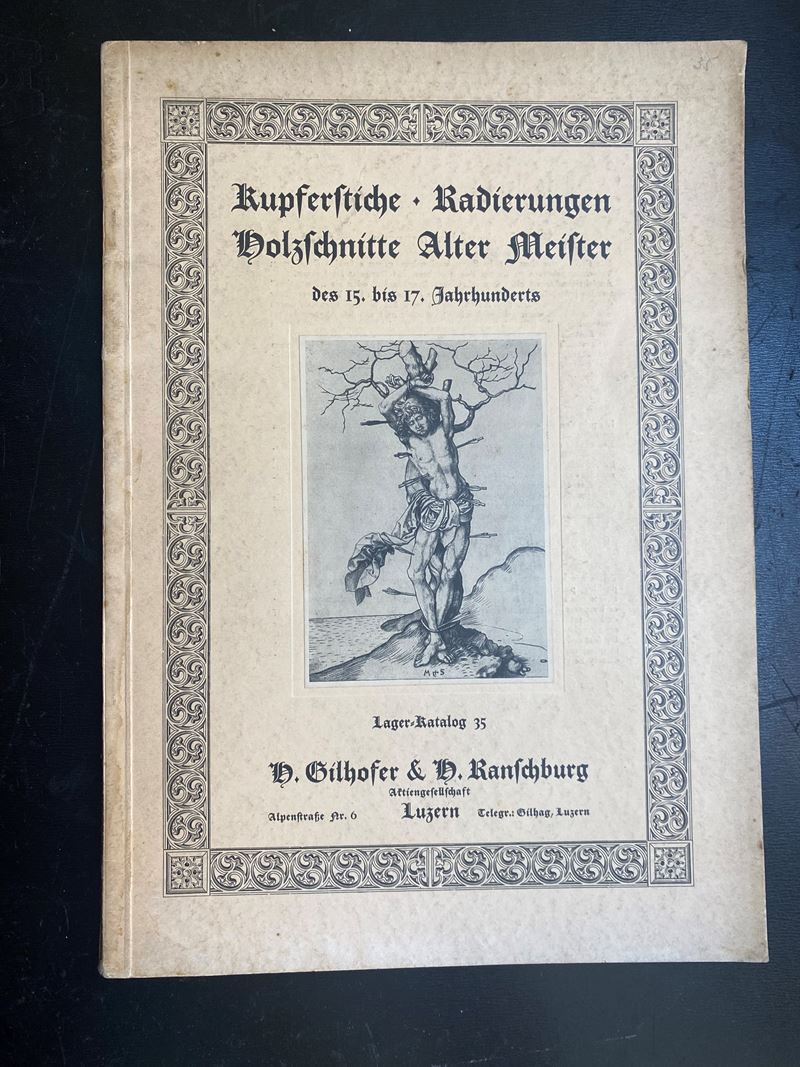 35
Kupferſtiche · Radierungen
Holzſchnitte Alter Meiſter
des 15. bis 17. Jahrhunderts
M S
Lager-Katalog 35
H. Gilhofer & H. Ranſchburg
Aktiengeſellſchaft
Alpenſtraße Nr. 6 Luzern Telegr.: Gilhag, Luzern